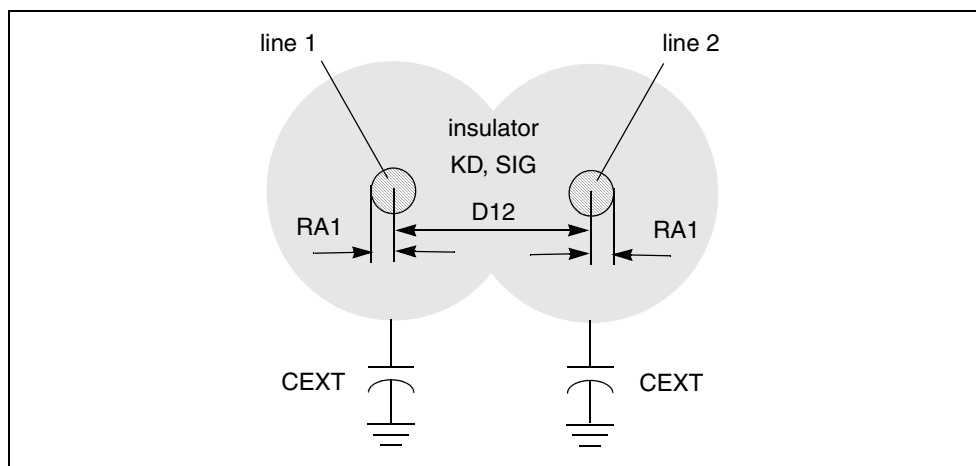 line 1
line 2
insulator
KD, SIG
D12
RA1
RA1
CEXT
CEXT